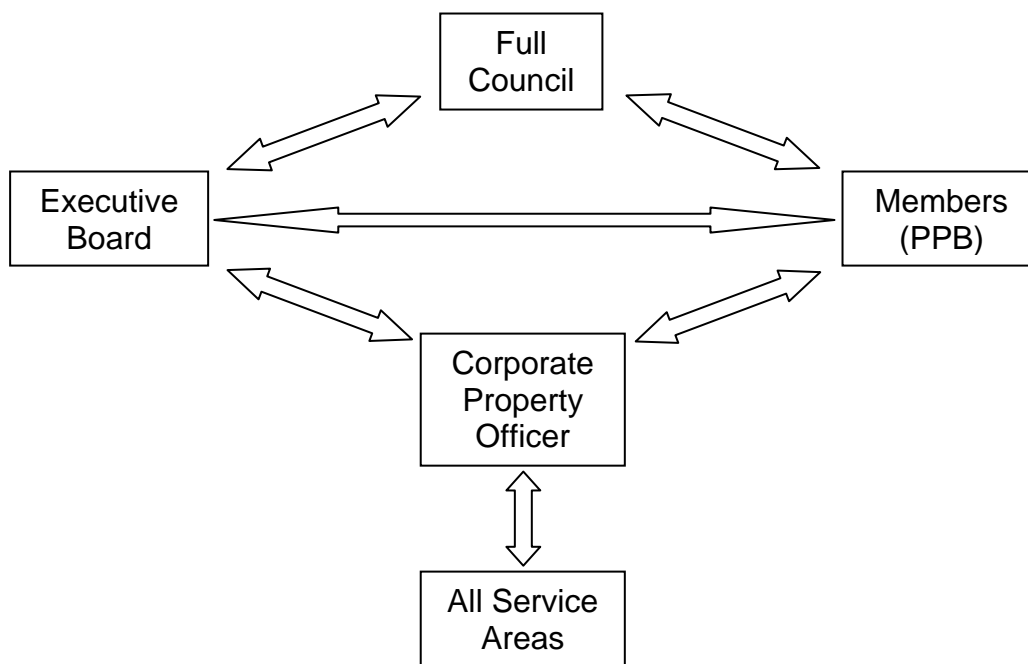 Full
Council
Executive
Board
Members
(PPB)
Corporate
Property
Officer
All Service
Areas